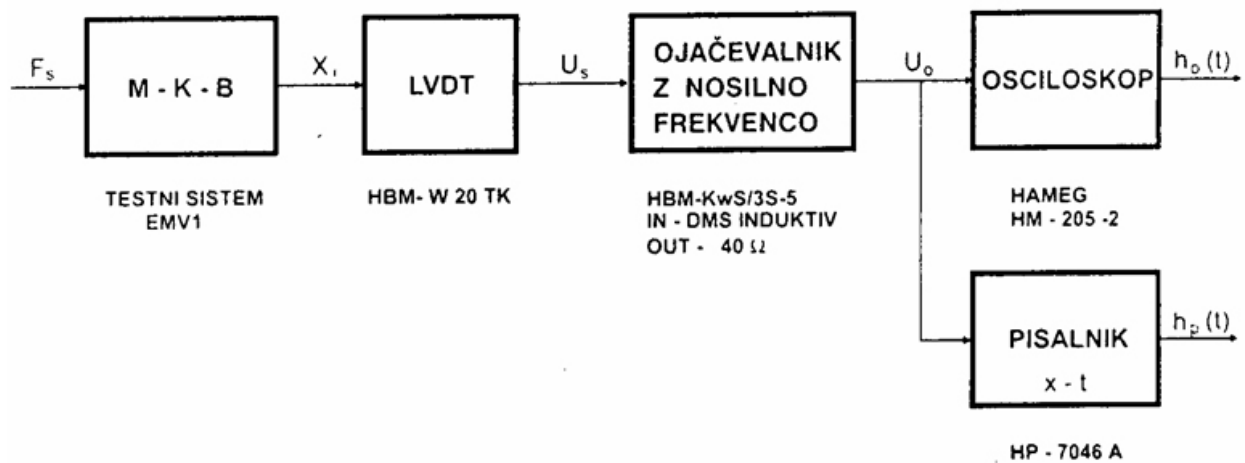 F_s
M - K - B
X_i
LVDT
U_s
OJAČEVALNIK
Z NOSILNO
FREKVENCO
U_o
OSCILOSKOP
h_o(t)
TESTNI SISTEM
EMV1
HBM- W 20 TK
HBM-KwS/3S-5
IN - DMS INDUKTIV
OUT - 40 Ω
HAMEG
HM - 205 -2
PISALNIK
x - t
h_p(t)
HP - 7046 A